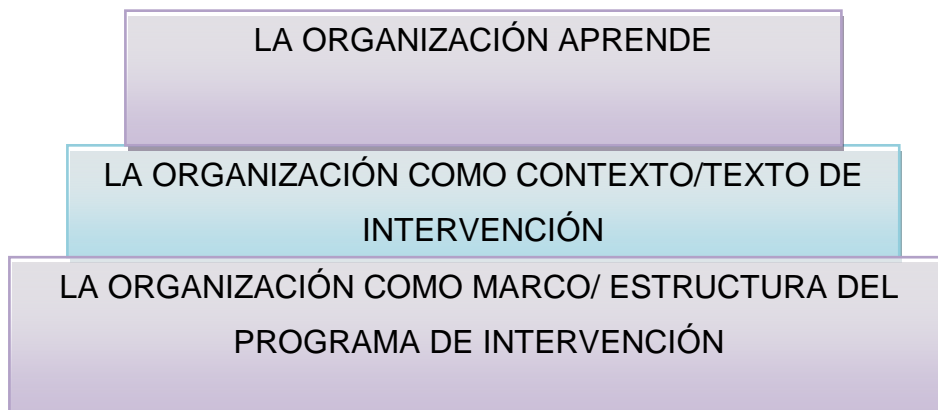 LA ORGANIZACIÓN APRENDE
LA ORGANIZACIÓN COMO CONTEXTO/TEXTO DE
INTERVENCIÓN
LA ORGANIZACIÓN COMO MARCO/ ESTRUCTURA DEL
PROGRAMA DE INTERVENCIÓN